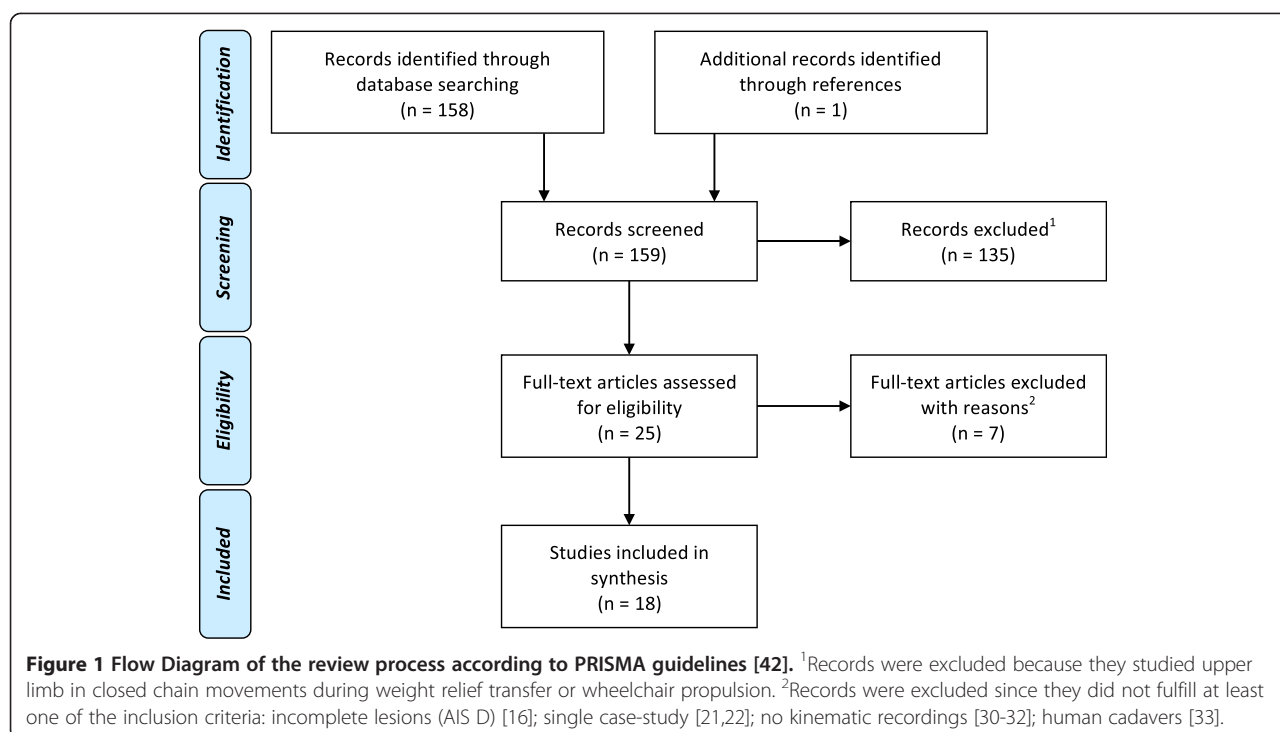 Identification
Records identified through
database searching
(n = 158)
Additional records identified
through references
(n = 1)
Screening
Records screened
(n = 159)
Records excluded1
(n = 135)
Eligibility
Full-text articles assessed
for eligibility
(n = 25)
Full-text articles excluded
with reasons2
(n = 7)
Included
Studies included in
synthesis
(n = 18)
Figure 1 Flow Diagram of the review process according to PRISMA guidelines [42]. 1Records were excluded because they studied upper
limb in closed chain movements during weight relief transfer or wheelchair propulsion. 2Records were excluded since they did not fulfill at least
one of the inclusion criteria: incomplete lesions (AIS D) [16]; single case-study [21,22]; no kinematic recordings [30-32]; human cadavers [33].